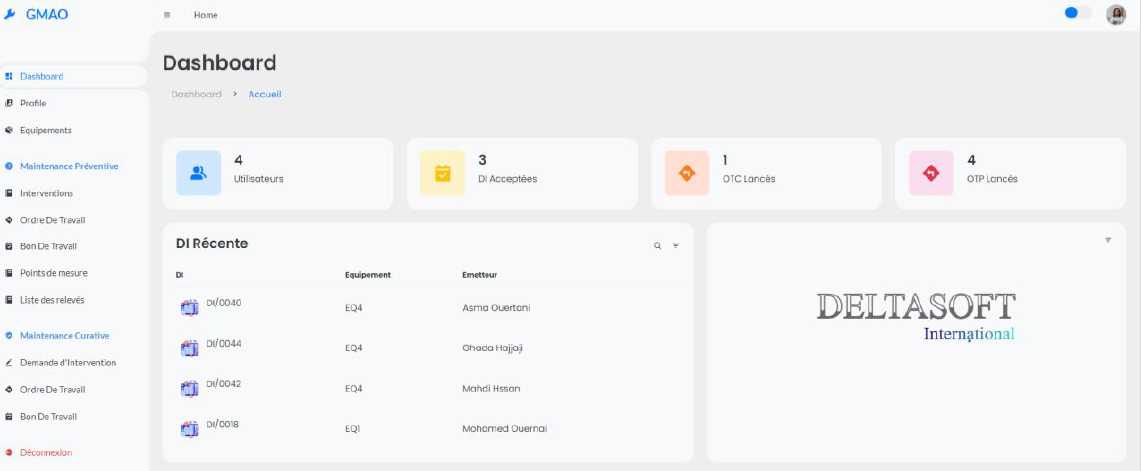 GMAO
Home
Dashboard
Profile
Equipements
Maintenance Préventive
Interventions
Ordre De Travail
Bon De Travail
Points de mesure
Liste des relevés
Maintenance Curative
Demande d'Intervention
Ordre De Travail
Bon De Travail
Déconnexion
Dashboard
Dashboard > Accueil
4
Utilisateurs
3
DI Acceptées
1
OTC Lancés
4
OTP Lancés
DI Récente
DI Equipement Emetteur
DI/0040 EQ4 Asma Ouertani
DI/0044 EQ4 Ghada Hajjaji
DI/0042 EQ4 Mahdi Hssan
DI/0018 EQ1 Mohamed Ouernai
DELTASOFT
International